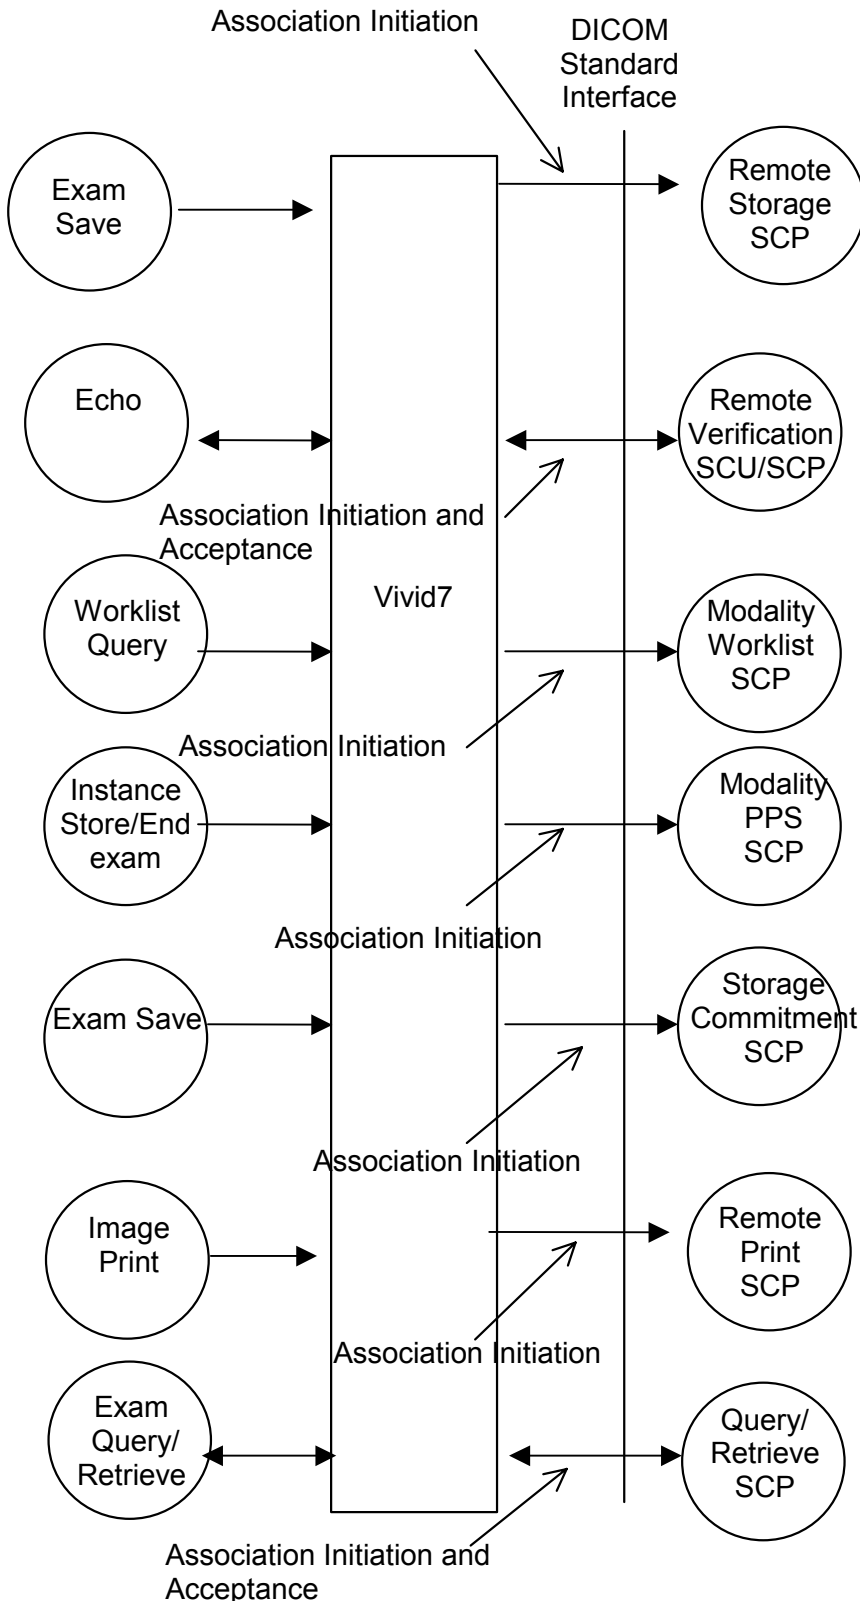 Association Initiation
DICOM
Standard
Interface
Exam
Save
Remote
Storage
SCP
Echo
Remote
Verification
SCU/SCP
Association Initiation and
Acceptance
Vivid7
Worklist
Query
Modality
Worklist
SCP
Association Initiation
Instance
Store/End
exam
Modality
PPS
SCP
Association Initiation
Exam Save
Storage
Commitment
SCP
Association Initiation
Image
Print
Remote
Print
SCP
Association Initiation
Exam
Query/
Retrieve
Query/
Retrieve
SCP
Association Initiation and
Acceptance